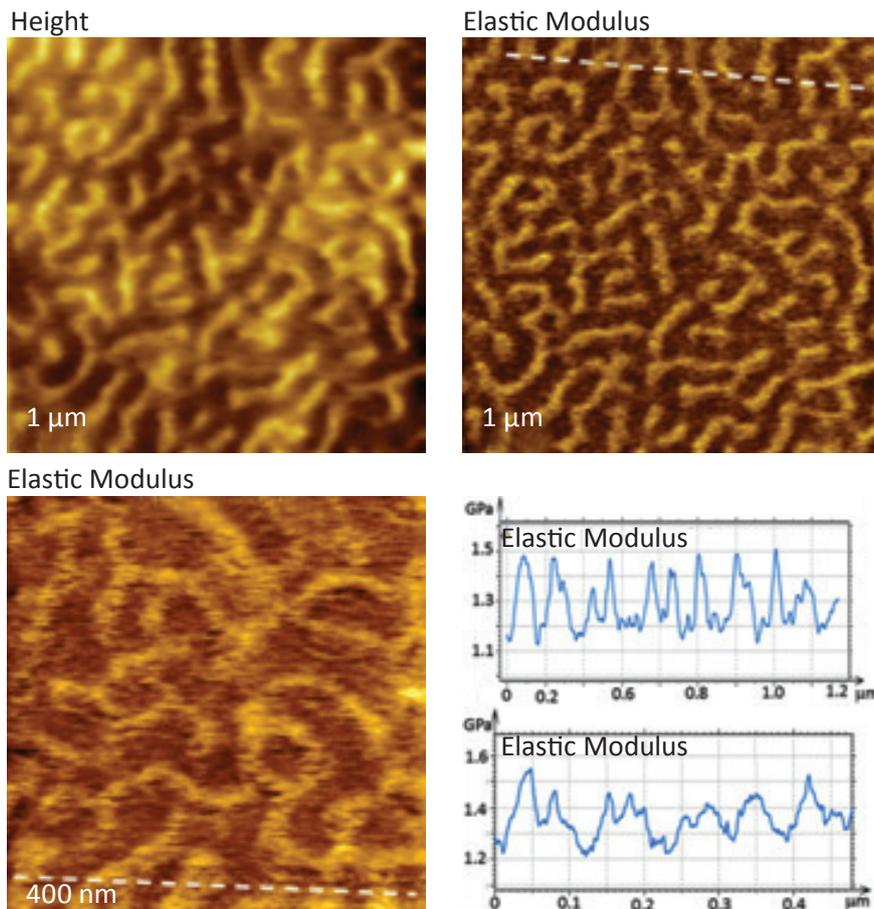 Height
Elastic Modulus
1 μm
1 μm
Elastic Modulus
400 nm
GPa
Elastic Modulus
1.5
1.3
1.1
0 0.2 0.6 0.8 1.0 1.2 μm
GPa
Elastic Modulus
1.6
1.4
1.2
0 0.1 0.2 0.3 0.4 μm